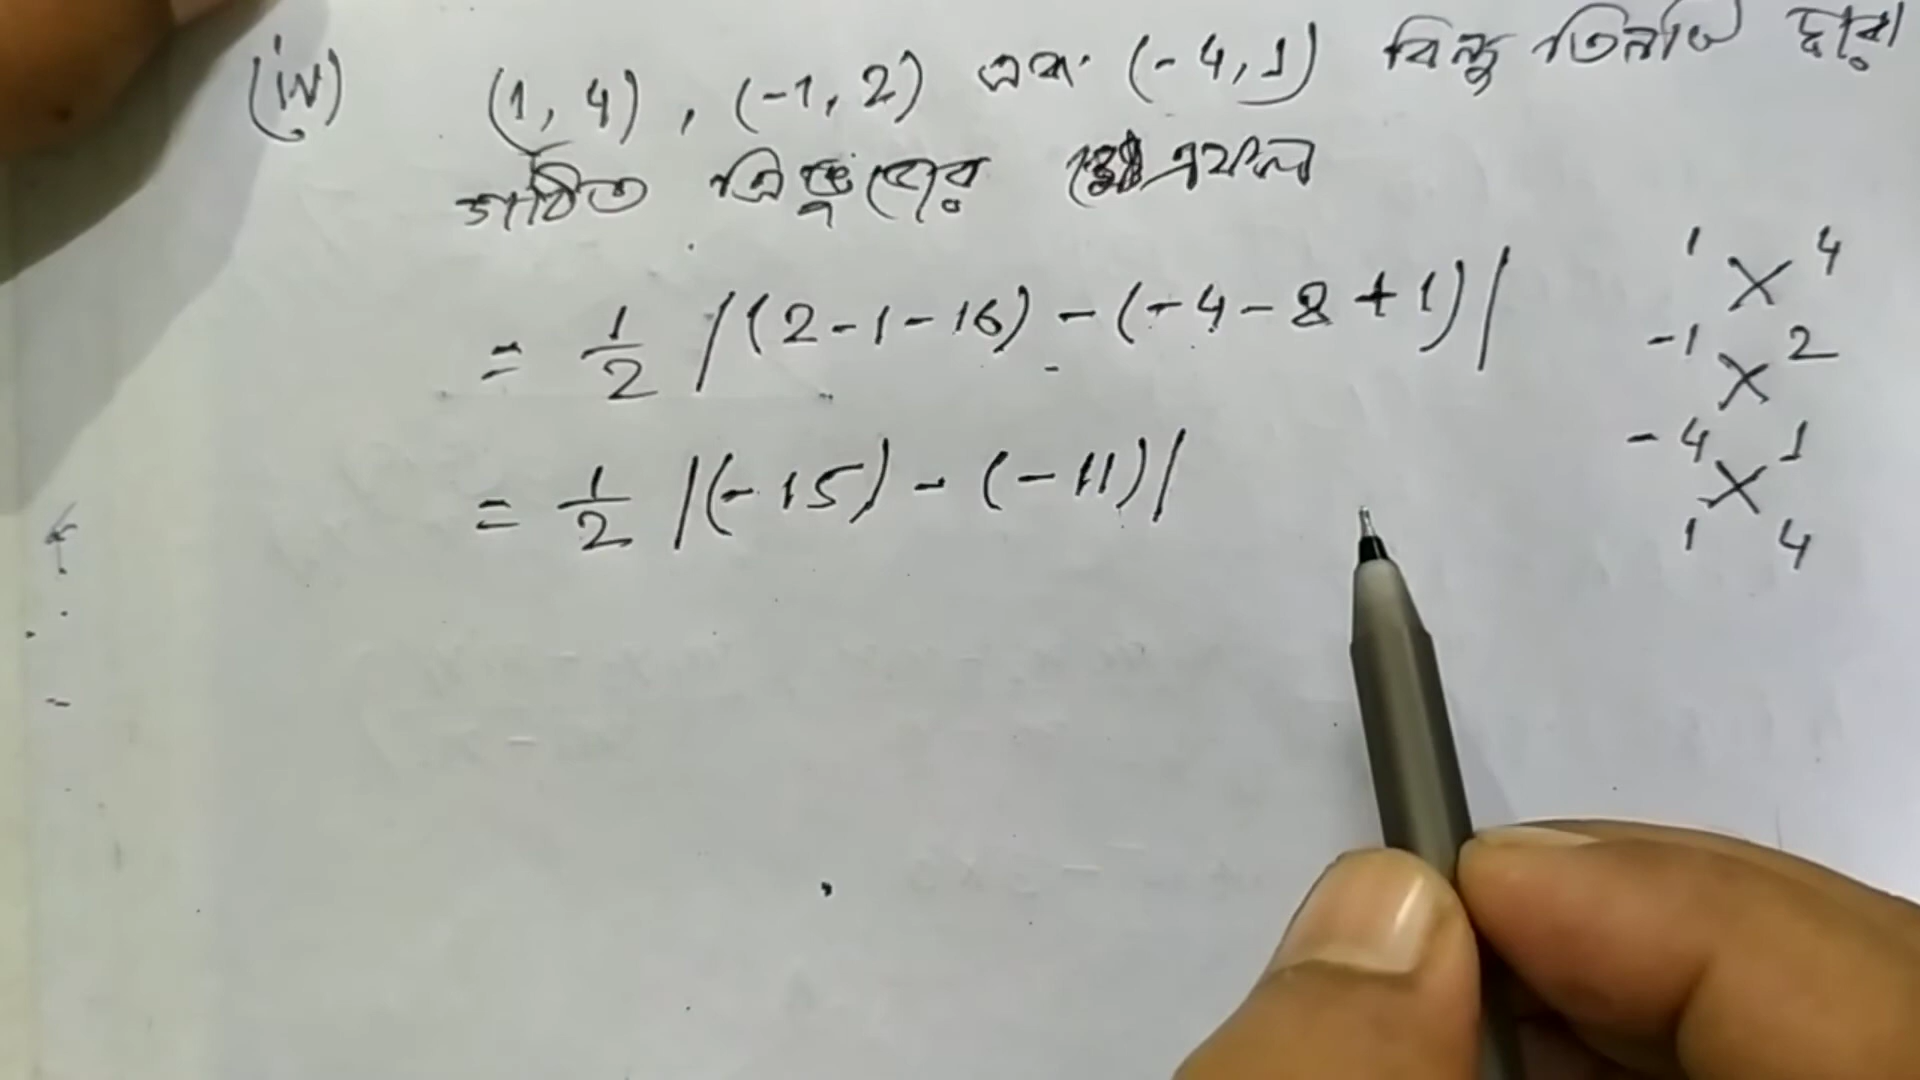 (iv) (1, 4), (-1, 2) এবং (-4, 1) বিন্দু তিনটি দ্বারা
গঠিত ত্রিভুজের ক্ষেত্রফল
= 1/2 |(2-1-16) - (-4-8+1)|
= 1/2 |(-15) - (-11)|
1 × 4
-1 × 2
-4 × 1
1 4